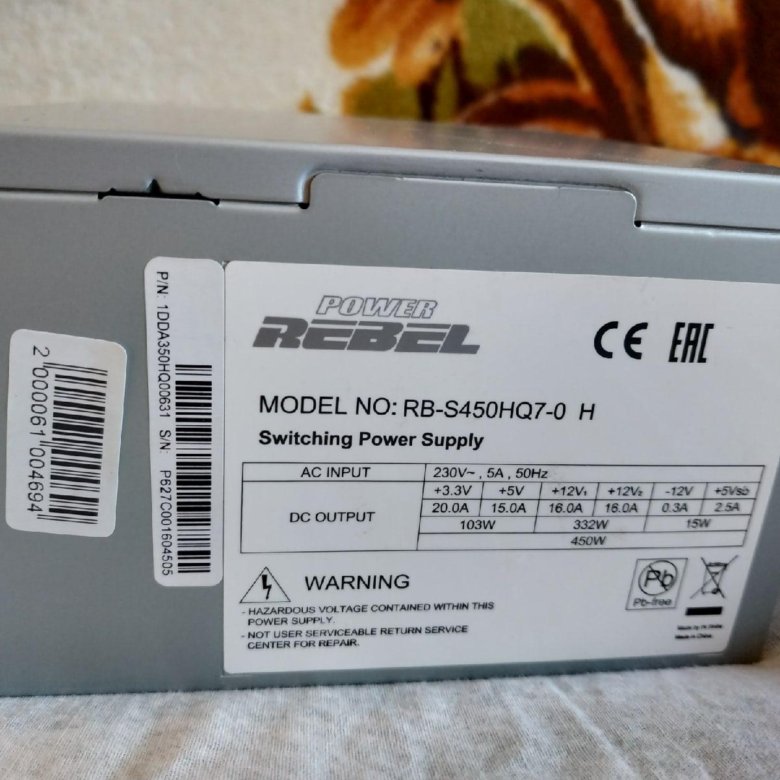 2 000061 004694
P/N: 1DDA350HQ00631 S/N: P627C001604505
POWER
REBEL
CE EAC
MODEL NO: RB-S450HQ7-0 H
Switching Power Supply
AC INPUT 230V~, 5A, 50Hz
DC OUTPUT +3.3V +5V +12V₁ +12V₂ -12V +5Vsb
20.0A 15.0A 16.0A 16.0A 0.3A 2.5A
103W 332W 15W
450W
WARNING
- HAZARDOUS VOLTAGE CONTAINED WITHIN THIS
POWER SUPPLY.
- NOT USER SERVICEABLE RETURN SERVICE
CENTER FOR REPAIR.
Pb
Pb-free
Made in China.